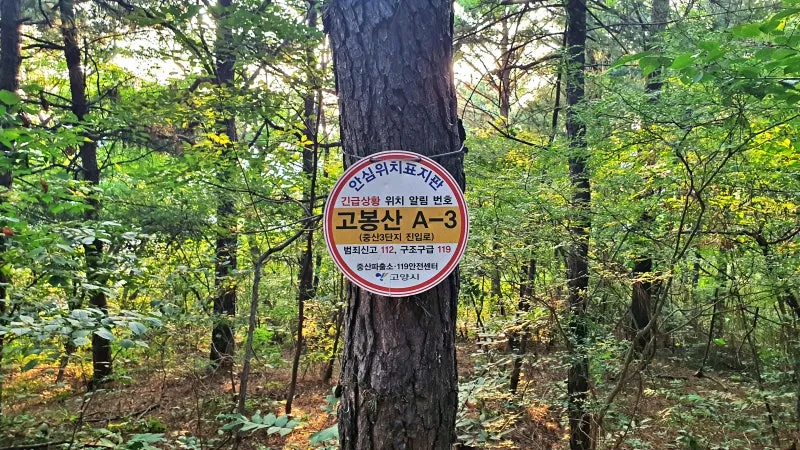 안심위치표지판
긴급상황 위치 알림 번호
고봉산 A-3
(중산3단지 진입로)
범죄신고 112, 구조구급 119
중산파출소·119안전센터
고양시